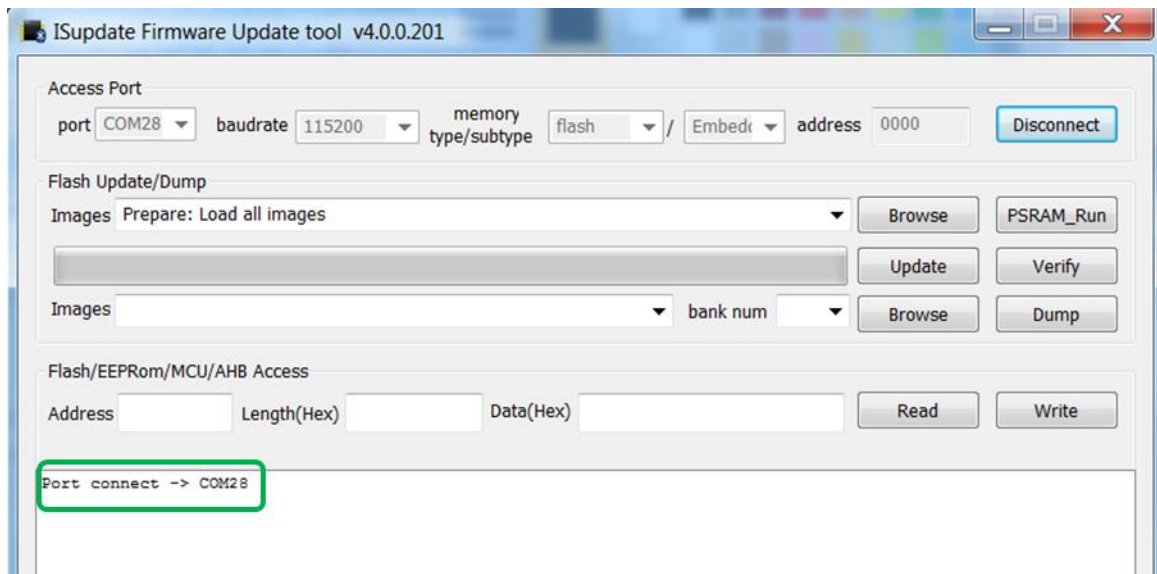 ISupdate Firmware Update tool v4.0.0.201
Access Port
port COM28 baudrate 115200 memory type/subtype flash / Embedc address 0000 Disconnect
Flash Update/Dump
Images Prepare: Load all images Browse PSRAM_Run
Update Verify
Images bank num Browse Dump
Flash/EEPRom/MCU/AHB Access
Address Length(Hex) Data(Hex) Read Write
Port connect -> COM28